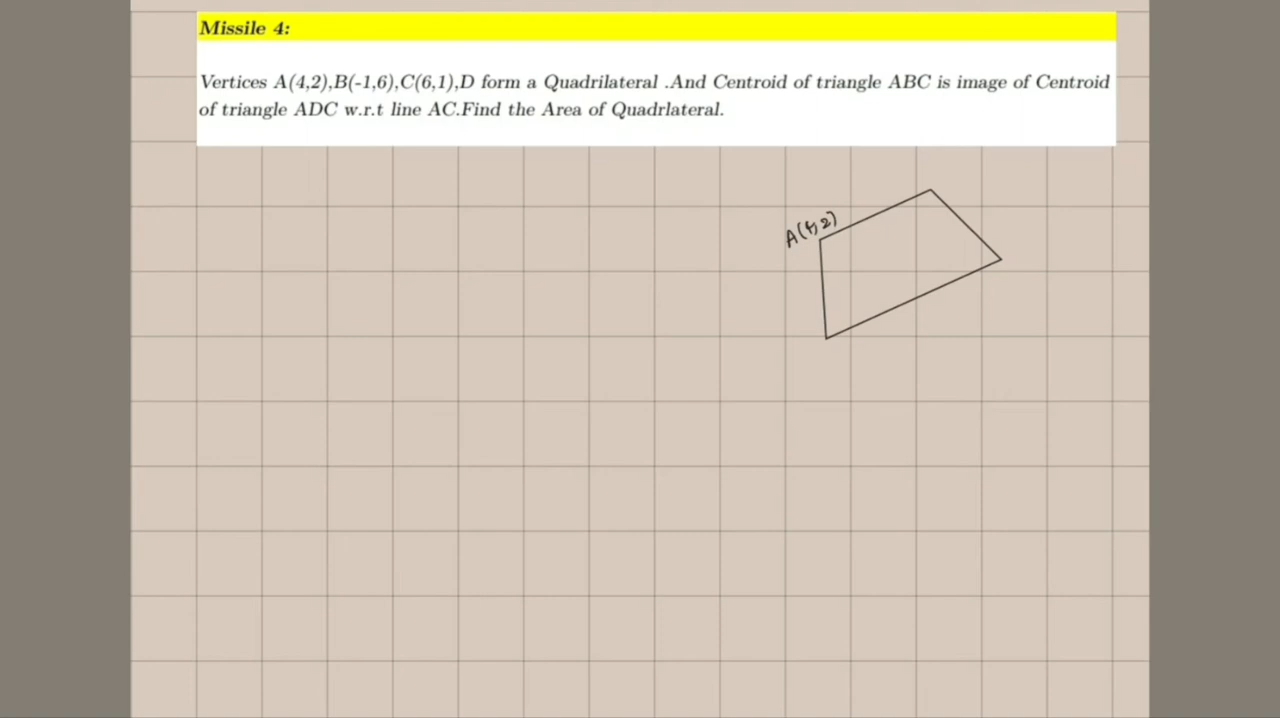 Missile 4:
Vertices A(4,2),B(-1,6),C(6,1),D form a Quadrilateral .And Centroid of triangle ABC is image of Centroid
of triangle ADC w.r.t line AC.Find the Area of Quadrlateral.
A(4,2)